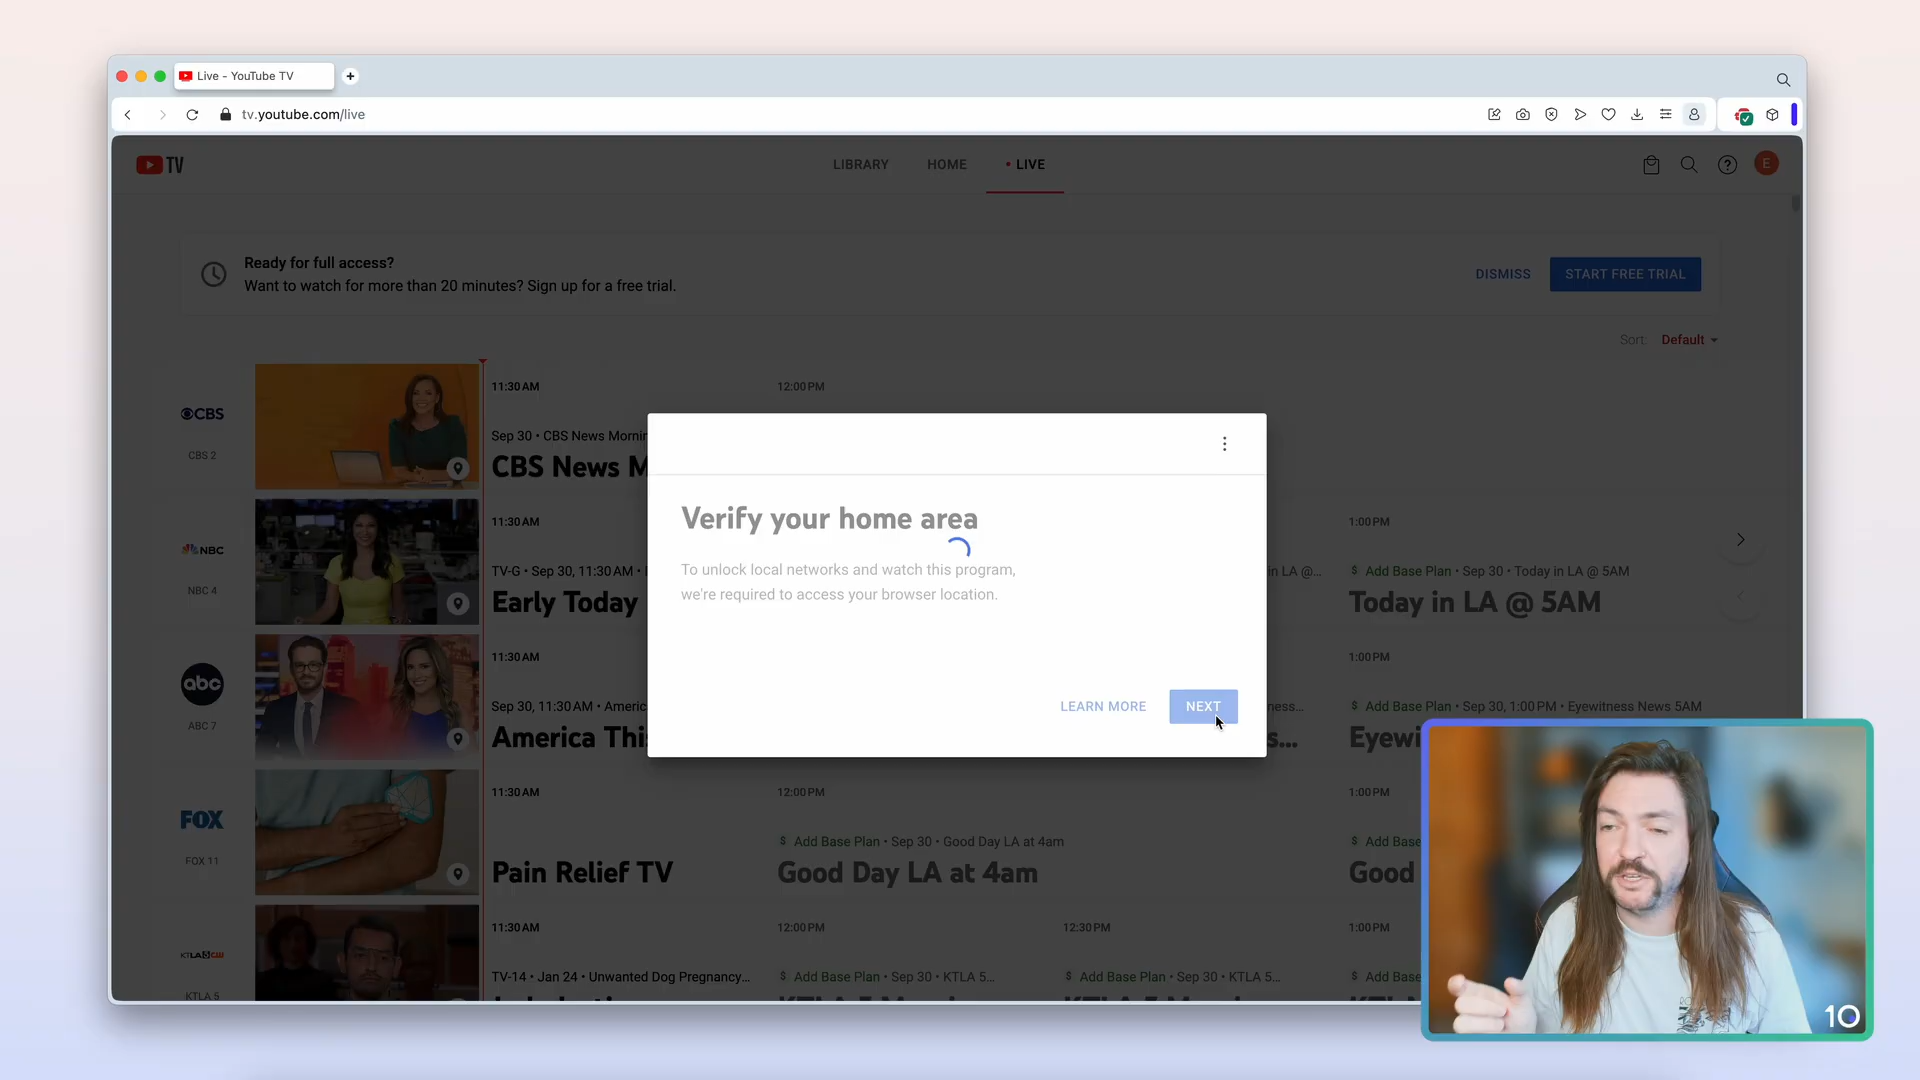 Live - YouTube TV
tv.youtube.com/live
TV
LIBRARY
HOME
LIVE
E
Ready for full access?
Want to watch for more than 20 minutes? Sign up for a free trial.
DISMISS
START FREE TRIAL
Sort:
Default
11:30 AM
12:00 PM
CBS
CBS 2
Sep 30 • CBS News Mornin
CBS News M
11:30 AM
1:00 PM
NBC
NBC 4
TV-G • Sep 30, 11:30 AM •
in LA @...
$ Add Base Plan • Sep 30 • Today in LA @ 5AM
Early Today
Today in LA @ 5AM
Verify your home area
To unlock local networks and watch this program,
we're required to access your browser location.
LEARN MORE
NEXT
11:30 AM
1:00 PM
abc
ABC 7
Sep 30, 11:30 AM • Americ
ness...
$ Add Base Plan • Sep 30, 1:00 PM • Eyewitness News 5AM
America This
s...
Eyewi
11:30 AM
12:00 PM
1:00 PM
FOX
FOX 11
$ Add Base Plan • Sep 30 • Good Day LA at 4am
$ Add Base
Pain Relief TV
Good Day LA at 4am
Good
11:30 AM
12:00 PM
12:30 PM
1:00 PM
KTLA5CW
KTLA 5
TV-14 • Jan 24 • Unwanted Dog Pregnancy...
$ Add Base Plan • Sep 30 • KTLA 5...
$ Add Base Plan • Sep 30 • KTLA 5...
$ Add Base
10